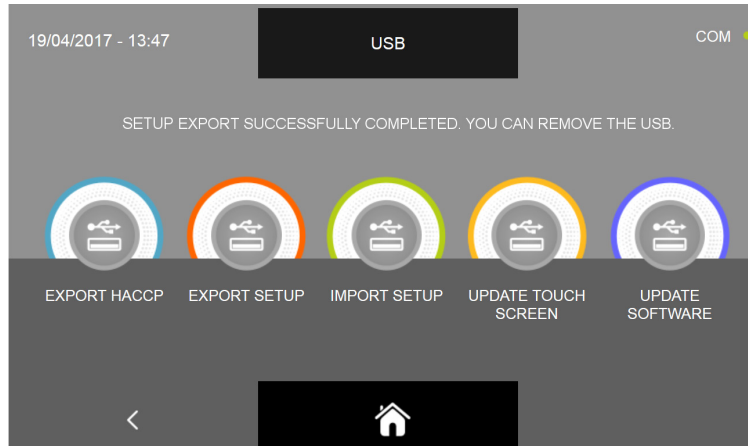 19/04/2017 - 13:47
USB
COM
SETUP EXPORT SUCCESSFULLY COMPLETED. YOU CAN REMOVE THE USB.
EXPORT HACCP
EXPORT SETUP
IMPORT SETUP
UPDATE TOUCH
SCREEN
UPDATE
SOFTWARE